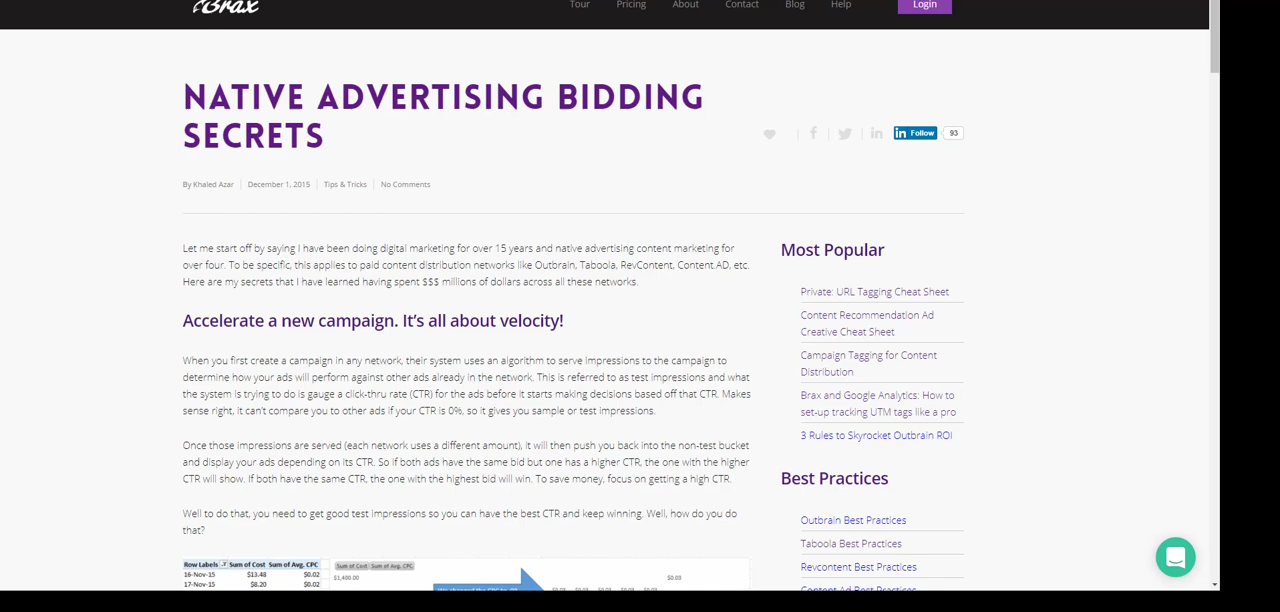 Brax
Tour Pricing About Contact Blog Help Login
NATIVE ADVERTISING BIDDING
SECRETS
in Follow 93
By Khaled Azar December 1, 2015 Tips & Tricks No Comments
Let me start off by saying I have been doing digital marketing for over 15 years and native advertising content marketing for
over four. To be specific, this applies to paid content distribution networks like Outbrain, Taboola, RevContent, Content.AD, etc.
Here are my secrets that I have learned having spent $$$ millions of dollars across all these networks.
Accelerate a new campaign. It's all about velocity!
When you first create a campaign in any network, their system uses an algorithm to serve impressions to the campaign to
determine how your ads will perform against other ads already in the network. This is referred to as test impressions and what
the system is trying to do is gauge a click-thru rate (CTR) for the ads before it starts making decisions based off that CTR. Makes
sense right, it can't compare you to other ads if your CTR is 0%, so it gives you sample or test impressions.
Once those impressions are served (each network uses a different amount), it will then push you back into the non-test bucket
and display your ads depending on its CTR. So if both ads have the same bid but one has a higher CTR, the one with the higher
CTR will show. If both have the same CTR, the one with the highest bid will win. To save money, focus on getting a high CTR.
Well to do that, you need to get good test impressions so you can have the best CTR and keep winning. Well, how do you do
that?
Row Labels Sum of Cost Sum of Avg. CPC
16-Nov-15 $13.48 $0.02
17-Nov-15 $8.20 $0.02
Sum of Cost Sum of Avg. CPC
$1,400.00
$0.03
Most Popular
Private: URL Tagging Cheat Sheet
Content Recommendation Ad
Creative Cheat Sheet
Campaign Tagging for Content
Distribution
Brax and Google Analytics: How to
set-up tracking UTM tags like a pro
3 Rules to Skyrocket Outbrain ROI
Best Practices
Outbrain Best Practices
Taboola Best Practices
Revcontent Best Practices
Content.Ad Best Practices